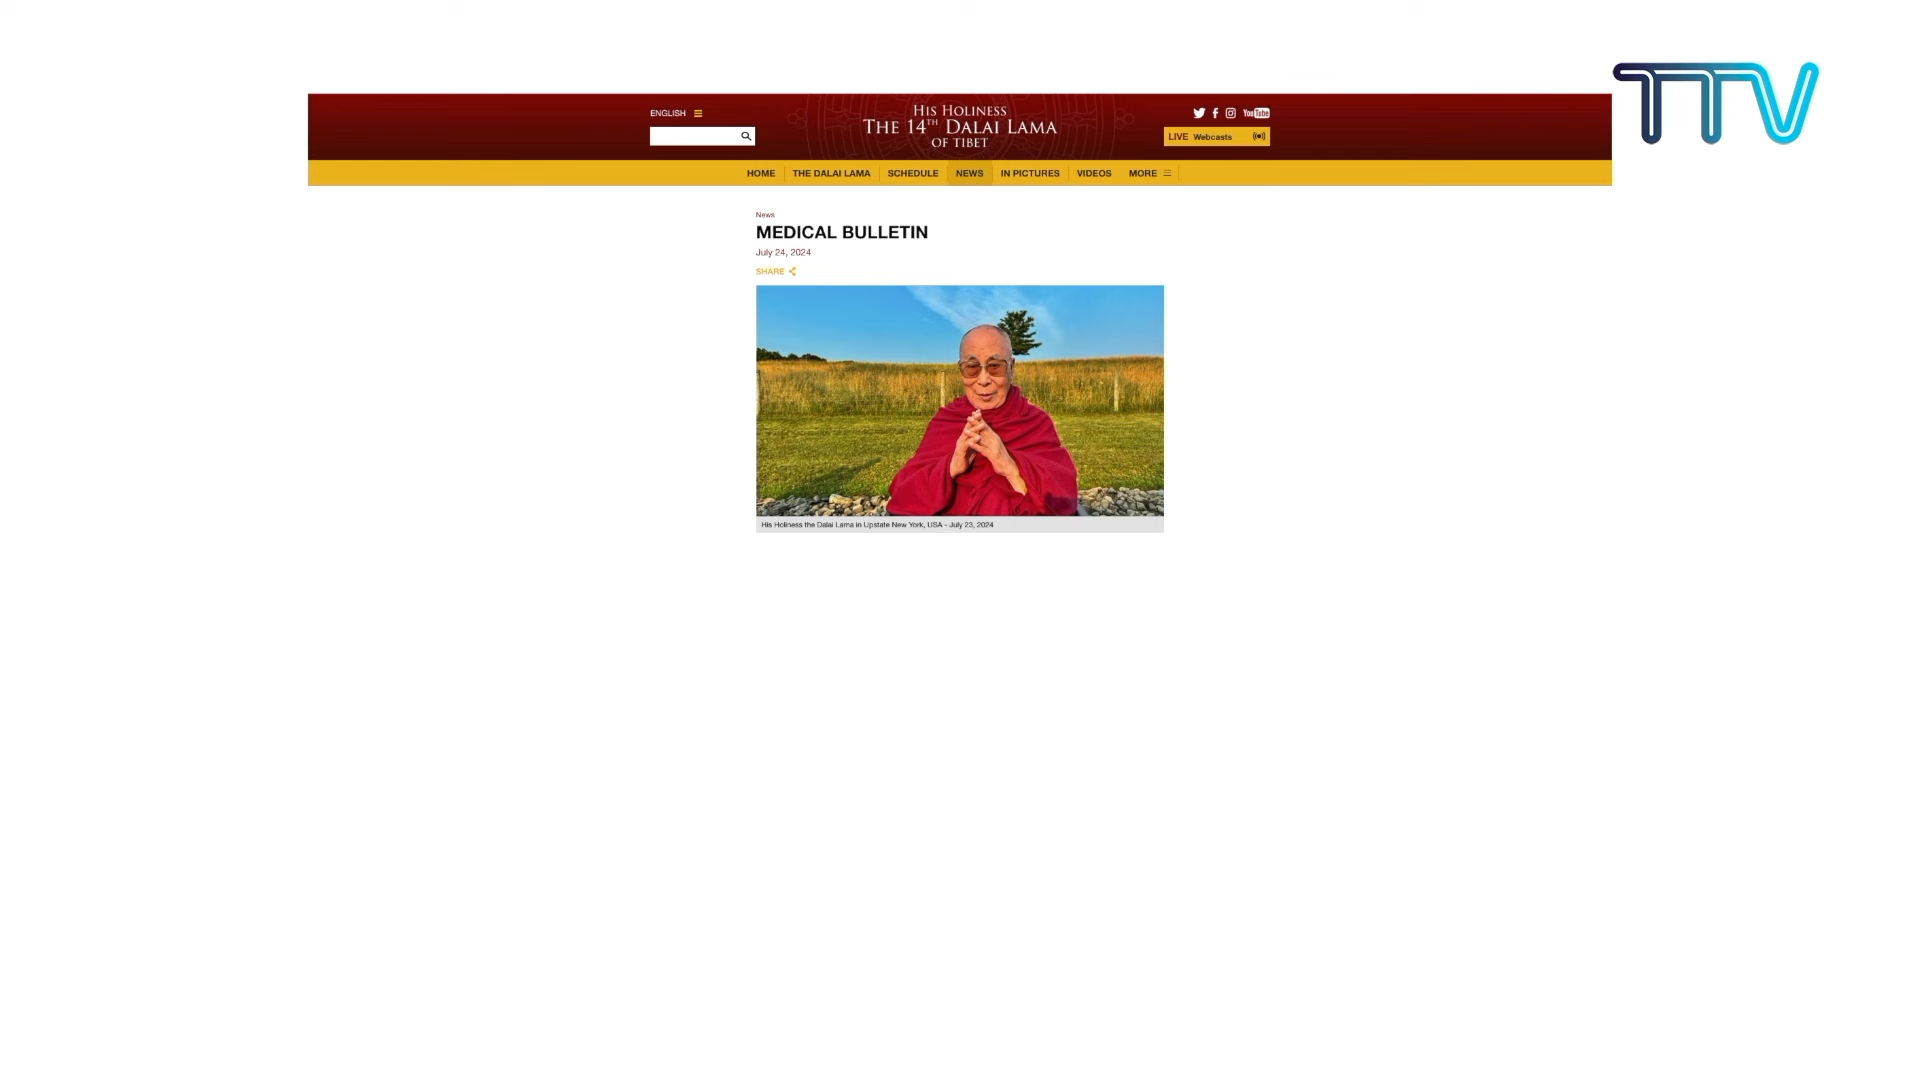 TTV
ENGLISH
HIS HOLINESS
THE 14TH DALAI LAMA
OF TIBET
YouTube
LIVE Webcasts
HOME THE DALAI LAMA SCHEDULE NEWS IN PICTURES VIDEOS MORE
News
MEDICAL BULLETIN
July 24, 2024
SHARE
His Holiness the Dalai Lama in Upstate New York, USA - July 23, 2024